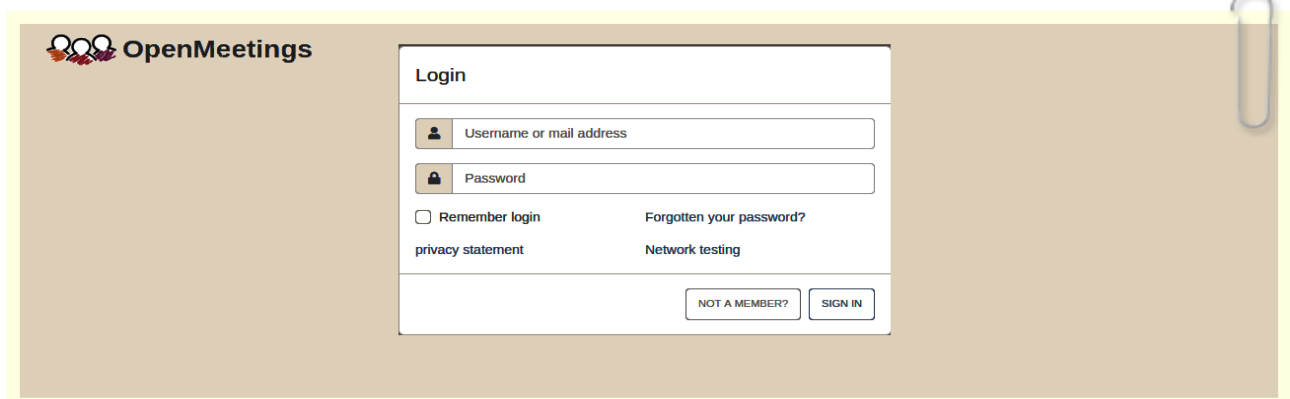 OpenMeetings
Login
Username or mail address
Password
Remember login
Forgotten your password?
privacy statement
Network testing
NOT A MEMBER?
SIGN IN